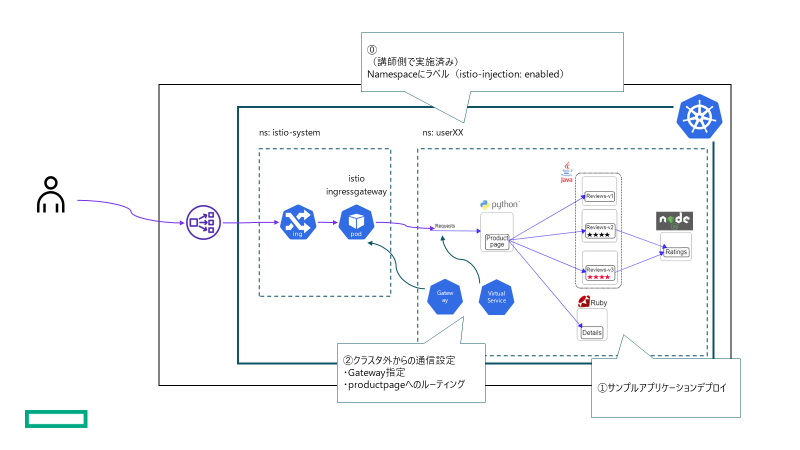 ⓪
（講師側で実施済み）
Namespaceにラベル（istio-injection: enabled）
ns: istio-system
ns: userXX
istio
ingressgateway
ing
pod
Requests
python
Product
page
Java
Reviews-v1
Reviews-v2
★★★★
Reviews-v3
★★★★
node
Ratings
Ruby
Details
Gatew
ay
Virtual
Service
②クラスタ外からの通信設定
・Gateway指定
・productpageへのルーティング
①サンプルアプリケーションデプロイ